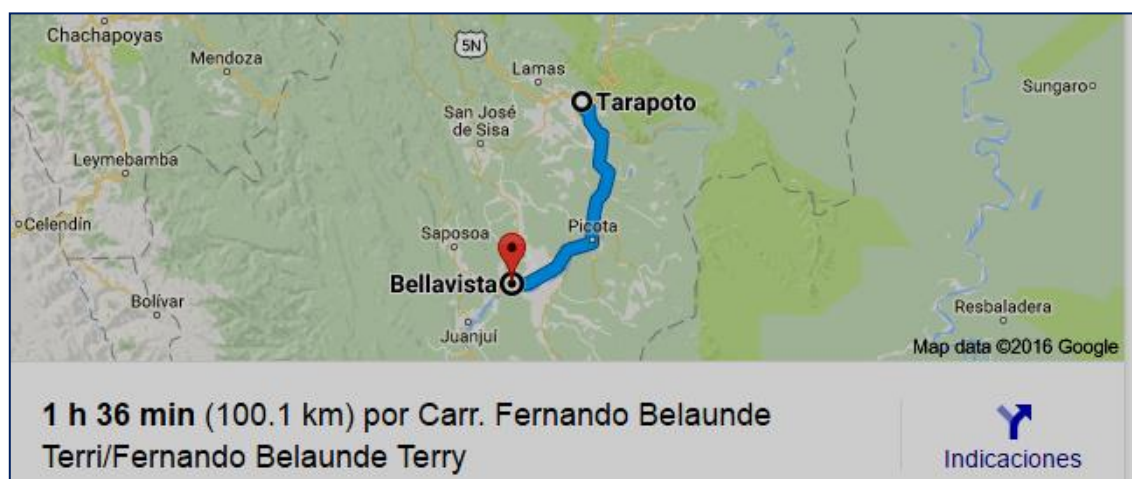 Chachapoyas
Mendoza
5N
Lamas
Tarapoto
Sungaro
San José
de Sisa
Leymebamba
Celendín
Saposoa
Picota
Bellavista
Bolívar
Juanjuí
Resbaladera
Map data ©2016 Google
1 h 36 min (100.1 km) por Carr. Fernando Belaunde
Terri/Fernando Belaunde Terry
Indicaciones